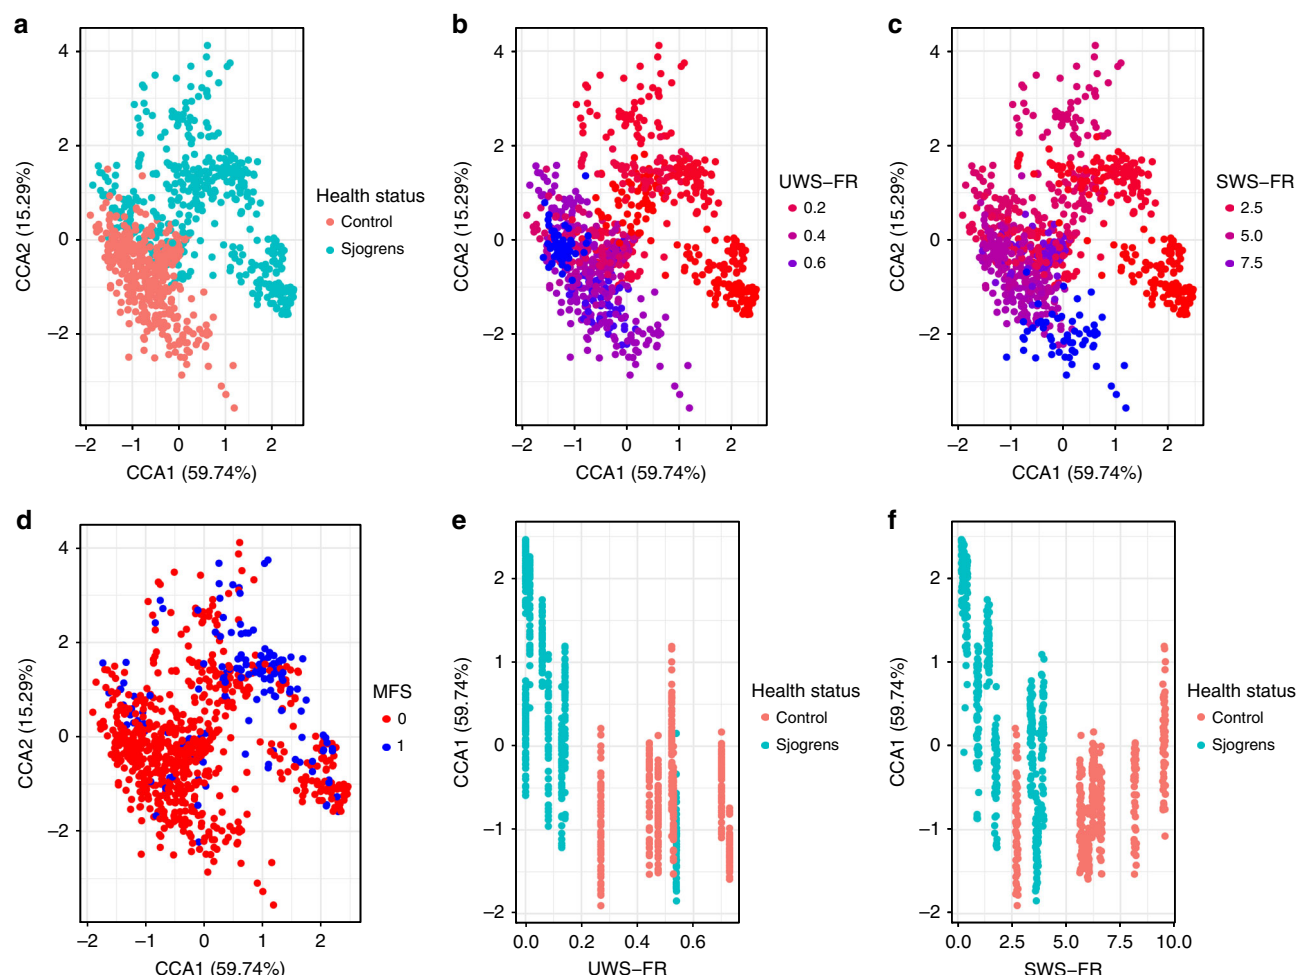 a
b
c
4
2
0
−2
−2 −1 0 1 2
CCA2 (15.29%)
CCA1 (59.74%)
Health status
Control
Sjogrens
4
2
0
−2
−2 −1 0 1 2
CCA2 (15.29%)
CCA1 (59.74%)
UWS−FR
0.2
0.4
0.6
4
2
0
−2
−2 −1 0 1 2
CCA2 (15.29%)
CCA1 (59.74%)
SWS−FR
2.5
5.0
7.5
d
e
f
4
2
0
−2
−2 −1 0 1 2
CCA2 (15.29%)
CCA1 (59.74%)
MFS
0
1
2
1
0
−1
−2
0.0 0.2 0.4 0.6
CCA1 (59.74%)
UWS−FR
Health status
Control
Sjogrens
2
1
0
−1
−2
0.0 2.5 5.0 7.5 10.0
CCA1 (59.74%)
SWS−FR
Health status
Control
Sjogrens